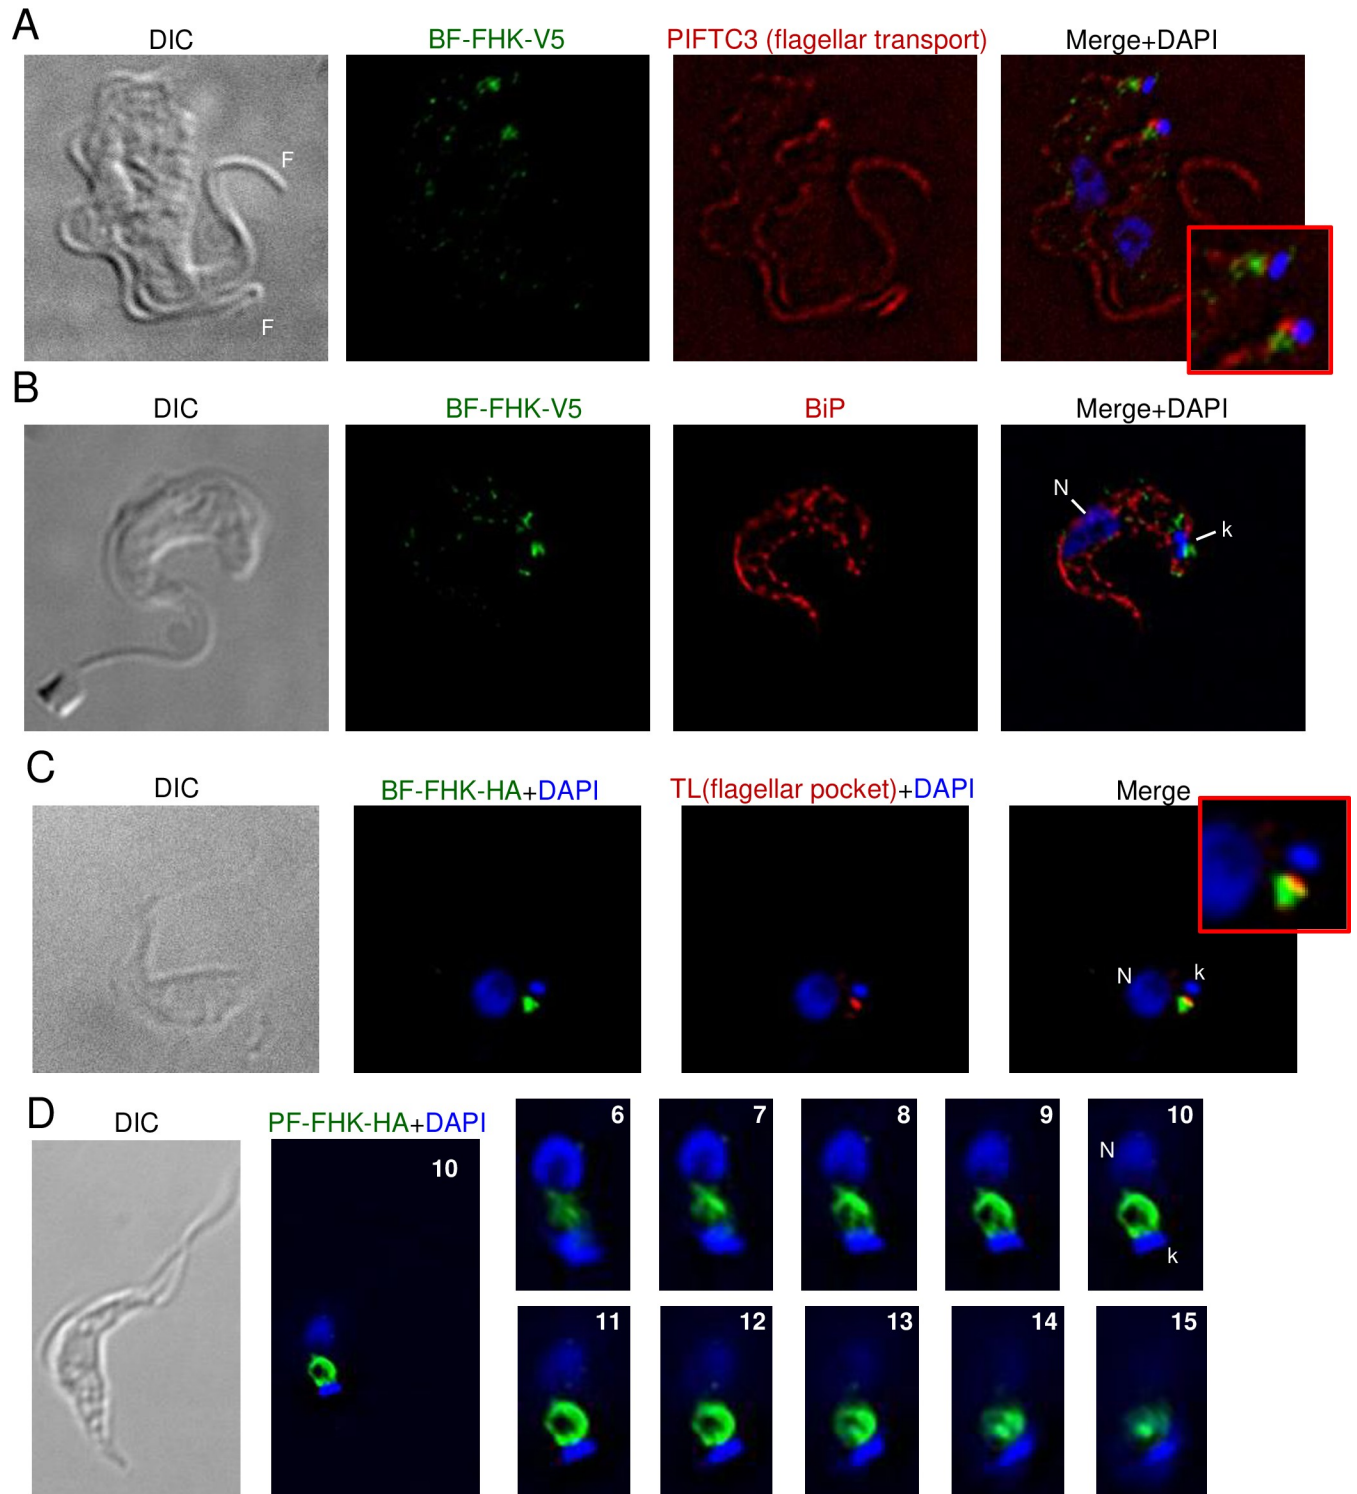 A
DIC
BF-FHK-V5
PIFTC3 (flagellar transport)
Merge+DAPI
F
F
B
DIC
BF-FHK-V5
BiP
Merge+DAPI
N
k
C
DIC
BF-FHK-HA+DAPI
TL(flagellar pocket)+DAPI
Merge
N
k
D
DIC
PF-FHK-HA+DAPI
10
6
7
8
9
10
N
k
11
12
13
14
15